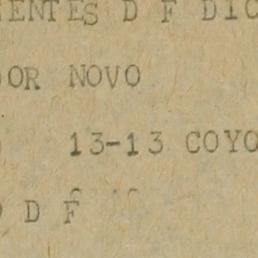 ENTES D F DIC
OR NOVO
13-13 COYO
D F